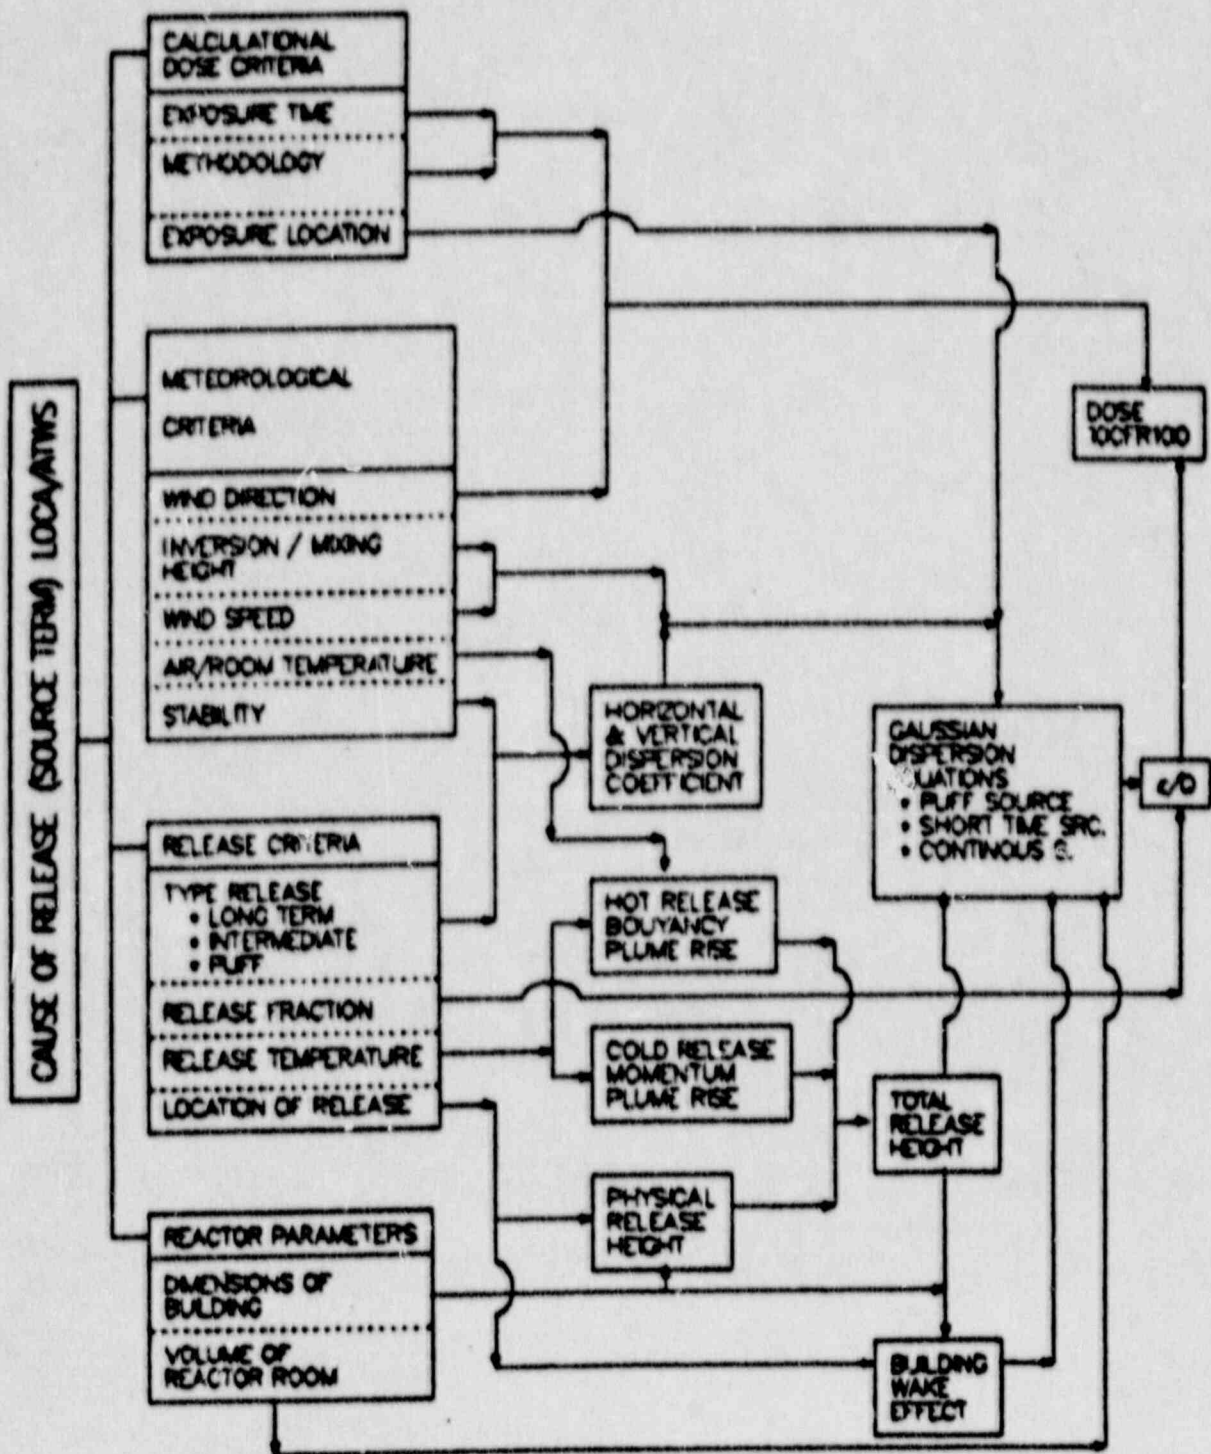 CAUSE OF RELEASE (SOURCE TERM) LOCA/ATWS
CALCULATIONAL
DOSE CRITERIA
EXPOSURE TIME
METHODOLOGY
EXPOSURE LOCATION
METEOROLOGICAL
CRITERIA
WIND DIRECTION
INVERSION / MIXING
HEIGHT
WIND SPEED
AIR/ROOM TEMPERATURE
STABILITY
RELEASE CRITERIA
TYPE RELEASE
• LONG TERM
• INTERMEDIATE
• PUFF
RELEASE FRACTION
RELEASE TEMPERATURE
LOCATION OF RELEASE
REACTOR PARAMETERS
DIMENSIONS OF
BUILDING
VOLUME OF
REACTOR ROOM
HORIZONTAL
& VERTICAL
DISPERSION
COEFFICIENT
HOT RELEASE
BOUYANCY
PLUME RISE
COLD RELEASE
MOMENTUM
PLUME RISE
PHYSICAL
RELEASE
HEIGHT
GAUSSIAN
DISPERSION
QUATIONS
• PUFF SOURCE
• SHORT TIME SRC.
• CONTINOUS S.
TOTAL
RELEASE
HEIGHT
BUILDING
WAKE
EFFECT
DOSE
10CFR100